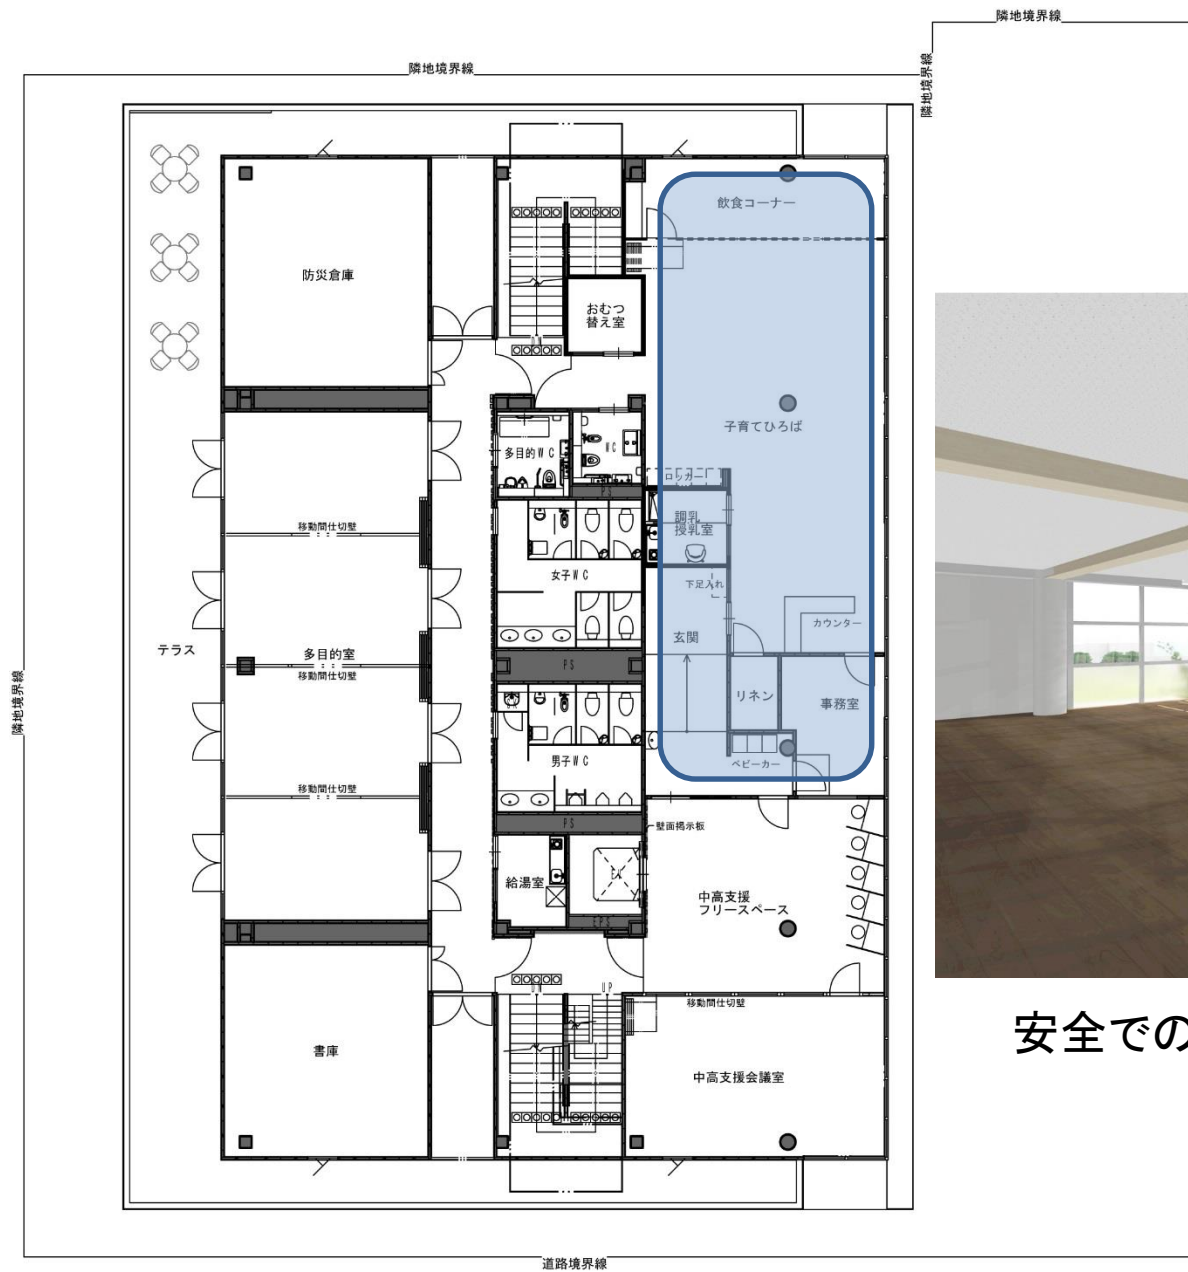 隣地境界線
隣地境界線
隣地境界線
飲食コーナー
防災倉庫
おむつ
替え室
DN
子育てひろば
多目的WC
WC
ロッカー
PS
調乳
授乳室
移動間仕切壁
女子WC
下足入れ
カウンター
玄関
テラス
多目的室
PS
移動間仕切壁
リネン
事務室
隣地境界線
男子WC
ベビーカー
移動間仕切壁
PS
壁面掲示板
給湯室
EV
中高支援
フリースペース
EPS
DN
UP
移動間仕切壁
安全での
書庫
中高支援会議室
道路境界線